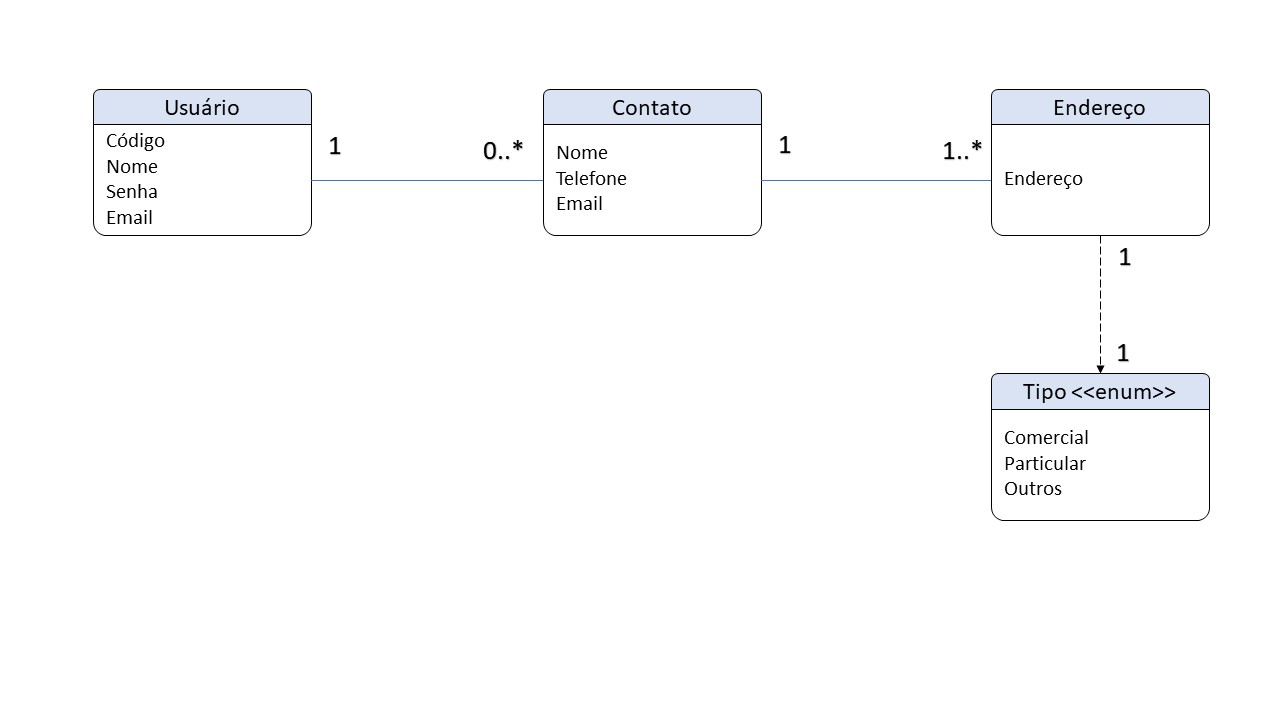 Usuário
Código
Nome
Senha
Email
1
0..*
Contato
Nome
Telefone
Email
1
1..*
Endereço
Endereço
1
1
Tipo <<enum>>
Comercial
Particular
Outros